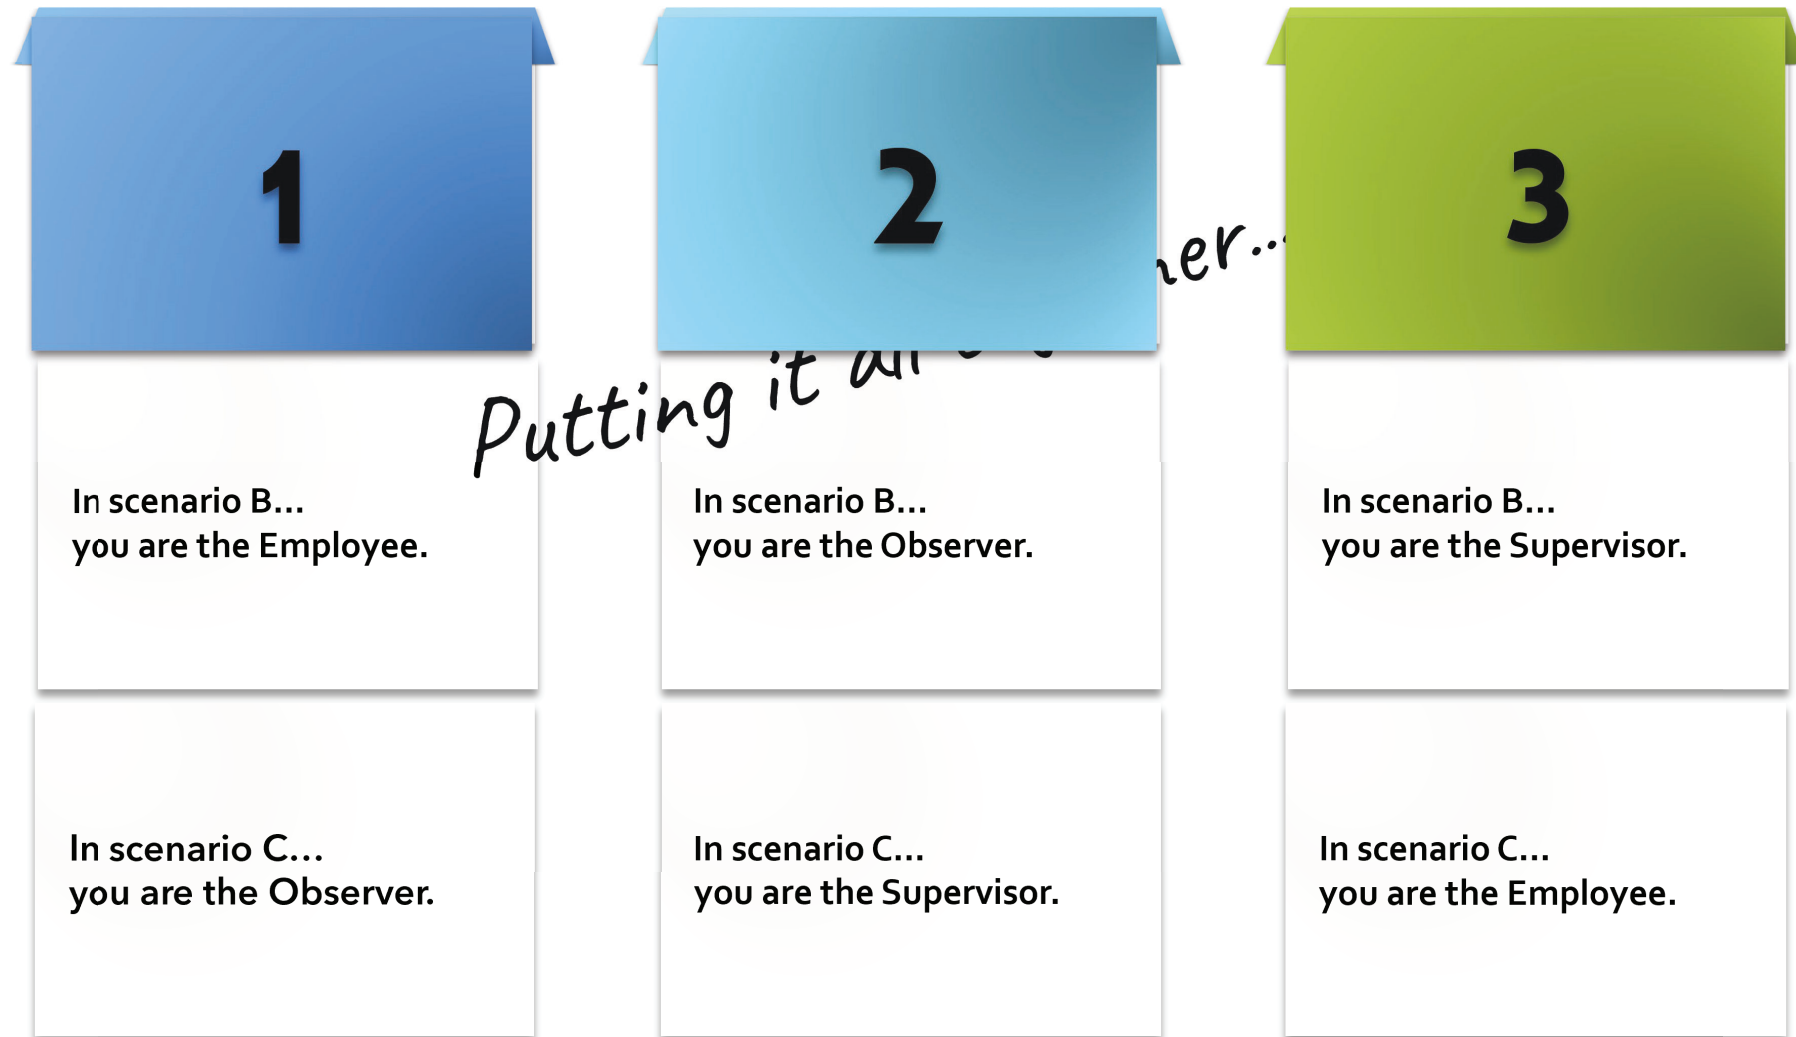 1
2
3
Putting it all
In scenario B...
you are the Employee.
In scenario B...
you are the Observer.
In scenario B...
you are the Supervisor.
In scenario C...
you are the Observer.
In scenario C...
you are the Supervisor.
In scenario C...
you are the Employee.